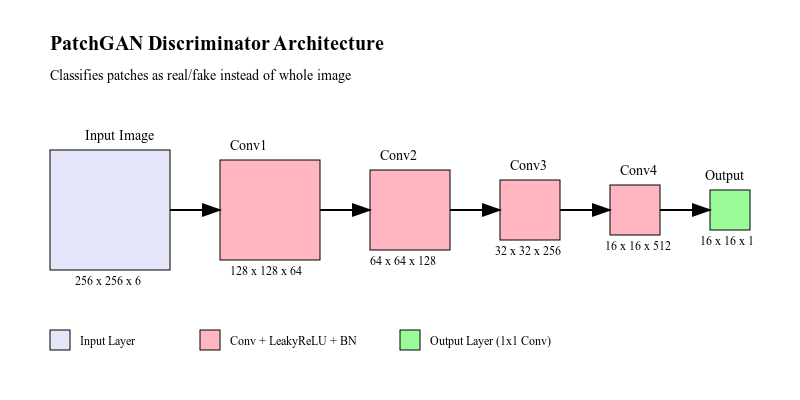 PatchGAN Discriminator Architecture
Classifies patches as real/fake instead of whole image
Input Image
256 x 256 x 6
Conv1
128 x 128 x 64
Conv2
64 x 64 x 128
Conv3
32 x 32 x 256
Conv4
16 x 16 x 512
Output
16 x 16 x 1
Input Layer
Conv + LeakyReLU + BN
Output Layer (1x1 Conv)